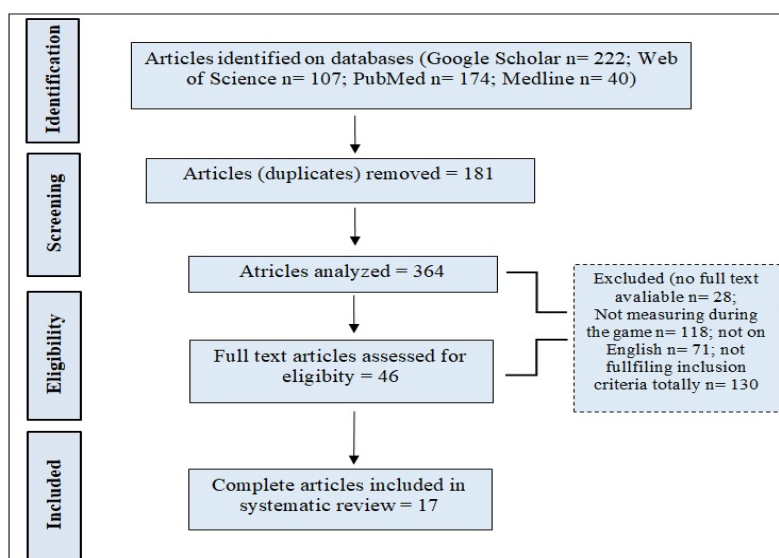 Identification
Articles identified on databases (Google Scholar n= 222; Web
of Science n= 107; PubMed n= 174; Medline n= 40)
Screening
Articles (duplicates) removed = 181
Atricles analyzed = 364
Excluded (no full text
avaliable n= 28;
Not measuring during
the game n= 118; not on
English n= 71; not
fullfiling inclusion
criteria totally n= 130
Eligibility
Full text articles assessed for
eligibity = 46
Included
Complete articles included in
systematic review = 17